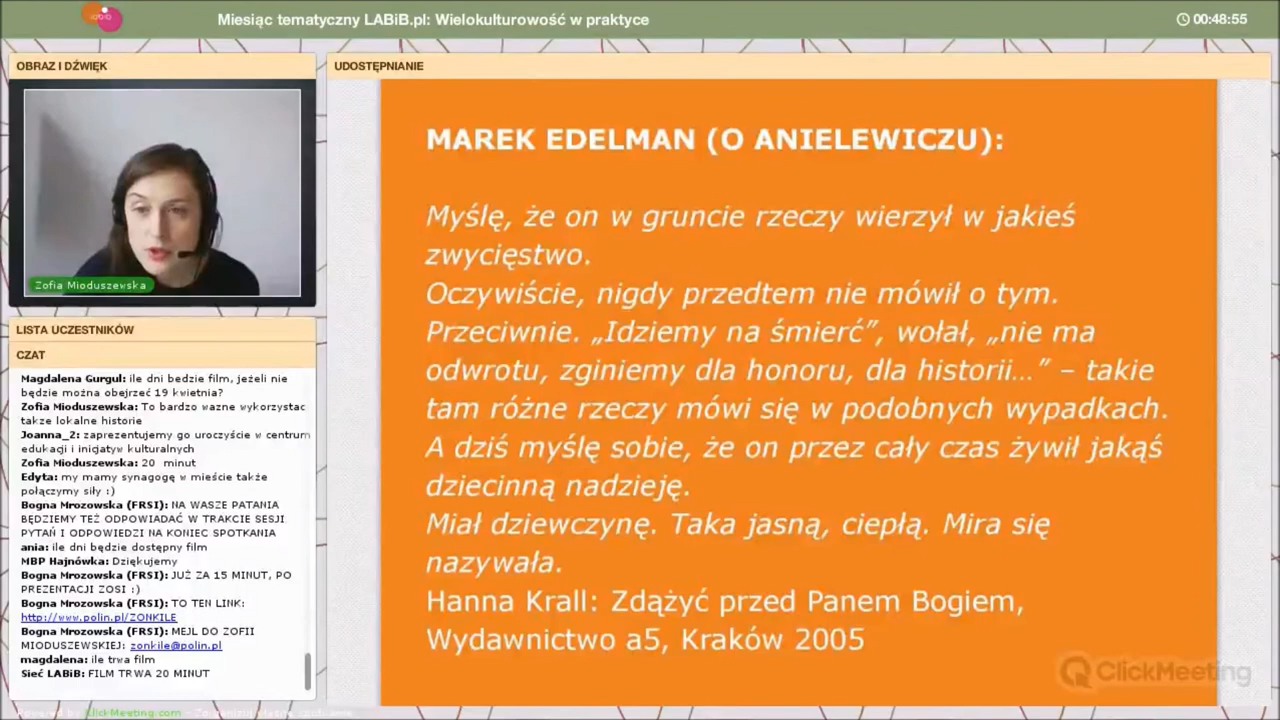 labib
Miesiąc tematyczny LABiB.pl: Wielokulturowość w praktyce
00:48:55
OBRAZ I DŹWIĘK
Zofia Mioduszewska
LISTA UCZESTNIKÓW
CZAT
Magdalena Gurgul: ile dni bedzie film, jeżeli nie
będzie można obejrzeć 19 kwietnia?
Zofia Mioduszewska: To bardzo wazne wykorzystac
takze lokalne historie
Joanna_2: zaprezentujemy go uroczyście w centrum
edukacji i inicjatyw kulturalnych
Zofia Mioduszewska: 20 minut
Edyta: my mamy synagogę w mieście także
połączymy siły :)
Bogna Mrozowska (FRSI): NA WASZE PATANIA
BĘDZIEMY TEŻ ODPOWIADAĆ W TRAKCIE SESJI
PYTAŃ I ODPOWIEDZI NA KONIEC SPOTKANIA
ania: ile dni będzie dostępny film
MBP Hajnówka: Dziękujemy
Bogna Mrozowska (FRSI): JUŻ ZA 15 MINUT, PO
PREZENTACJI ZOSI :)
Bogna Mrozowska (FRSI): TO TEN LINK:
http://www.polin.pl/ZONKILE
Bogna Mrozowska (FRSI): MEJL DO ZOFII
MIODUSZEWSKIEJ: zonkile@polin.pl
magdalena: ile trwa film
Sieć LABiB: FILM TRWA 20 MINUT
UDOSTĘPNIANIE
MAREK EDELMAN (O ANIELEWICZU):
Myślę, że on w gruncie rzeczy wierzył w jakieś
zwycięstwo.
Oczywiście, nigdy przedtem nie mówił o tym.
Przeciwnie. „Idziemy na śmierć”, wołał, „nie ma
odwrotu, zginiemy dla honoru, dla historii…” – takie
tam różne rzeczy mówi się w podobnych wypadkach.
A dziś myślę sobie, że on przez cały czas żywił jakąś
dziecinną nadzieję.
Miał dziewczynę. Taka jasną, ciepłą. Mira się
nazywała.
Hanna Krall: Zdążyć przed Panem Bogiem,
Wydawnictwo a5, Kraków 2005
ClickMeeting
Powered by ClickMeeting.com